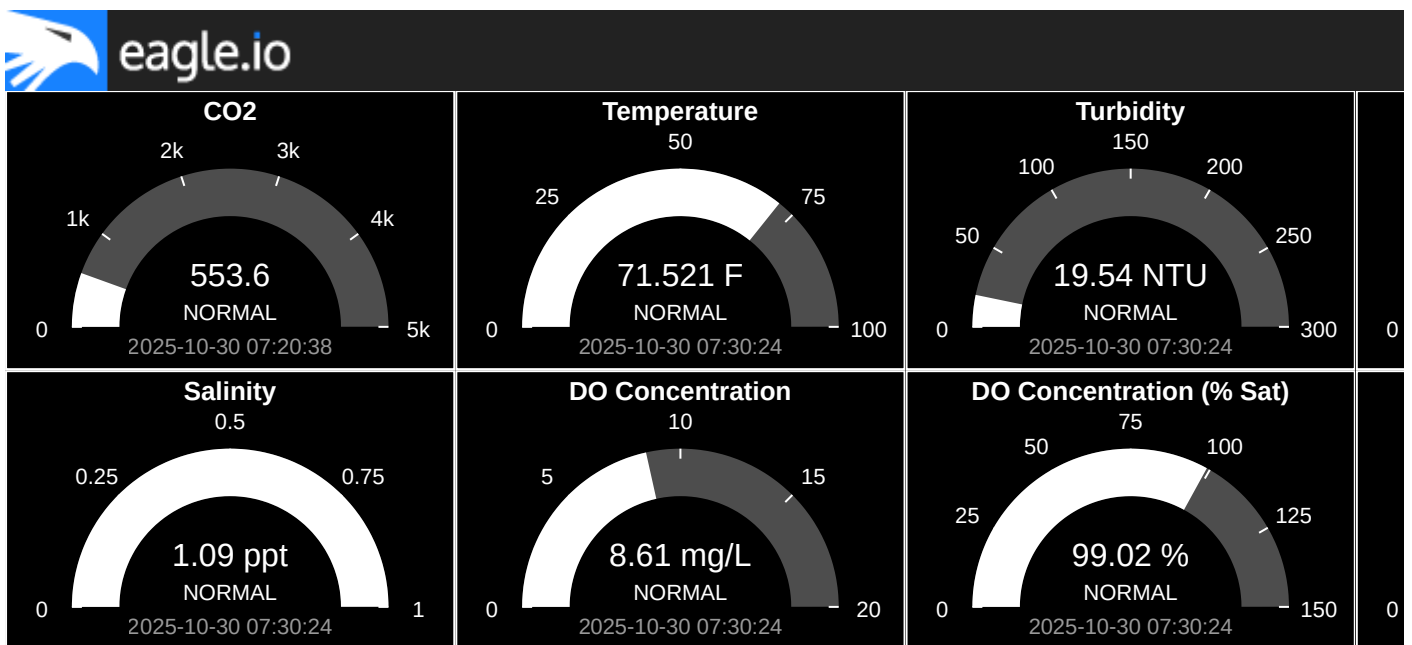 eagle.io
CO2
0
1k
2k
3k
4k
5k
553.6
NORMAL
2025-10-30 07:20:38
Temperature
0
25
50
75
100
71.521 F
NORMAL
2025-10-30 07:30:24
Turbidity
0
50
100
150
200
250
300
19.54 NTU
NORMAL
2025-10-30 07:30:24
0
Salinity
0
0.25
0.5
0.75
1
1.09 ppt
NORMAL
2025-10-30 07:30:24
DO Concentration
0
5
10
15
20
8.61 mg/L
NORMAL
2025-10-30 07:30:24
DO Concentration (% Sat)
0
25
50
75
100
125
150
99.02 %
NORMAL
2025-10-30 07:30:24
0